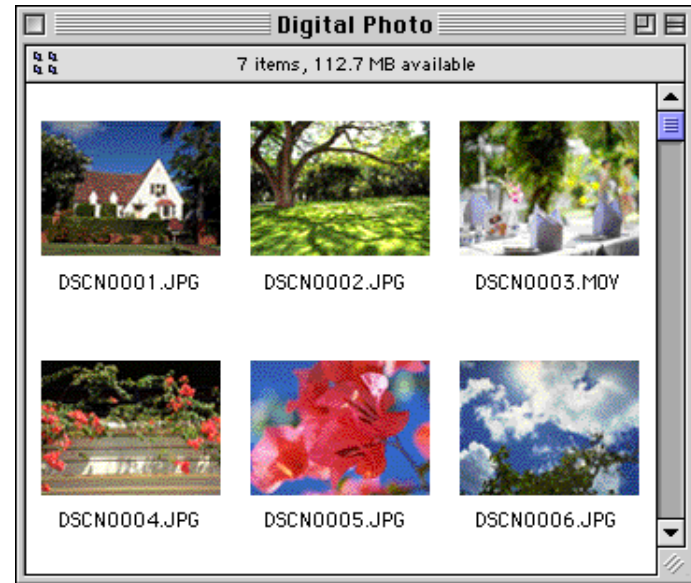 Digital Photo
7 items, 112.7 MB available
DSCN0001.JPG
DSCN0002.JPG
DSCN0003.MOV
DSCN0004.JPG
DSCN0005.JPG
DSCN0006.JPG